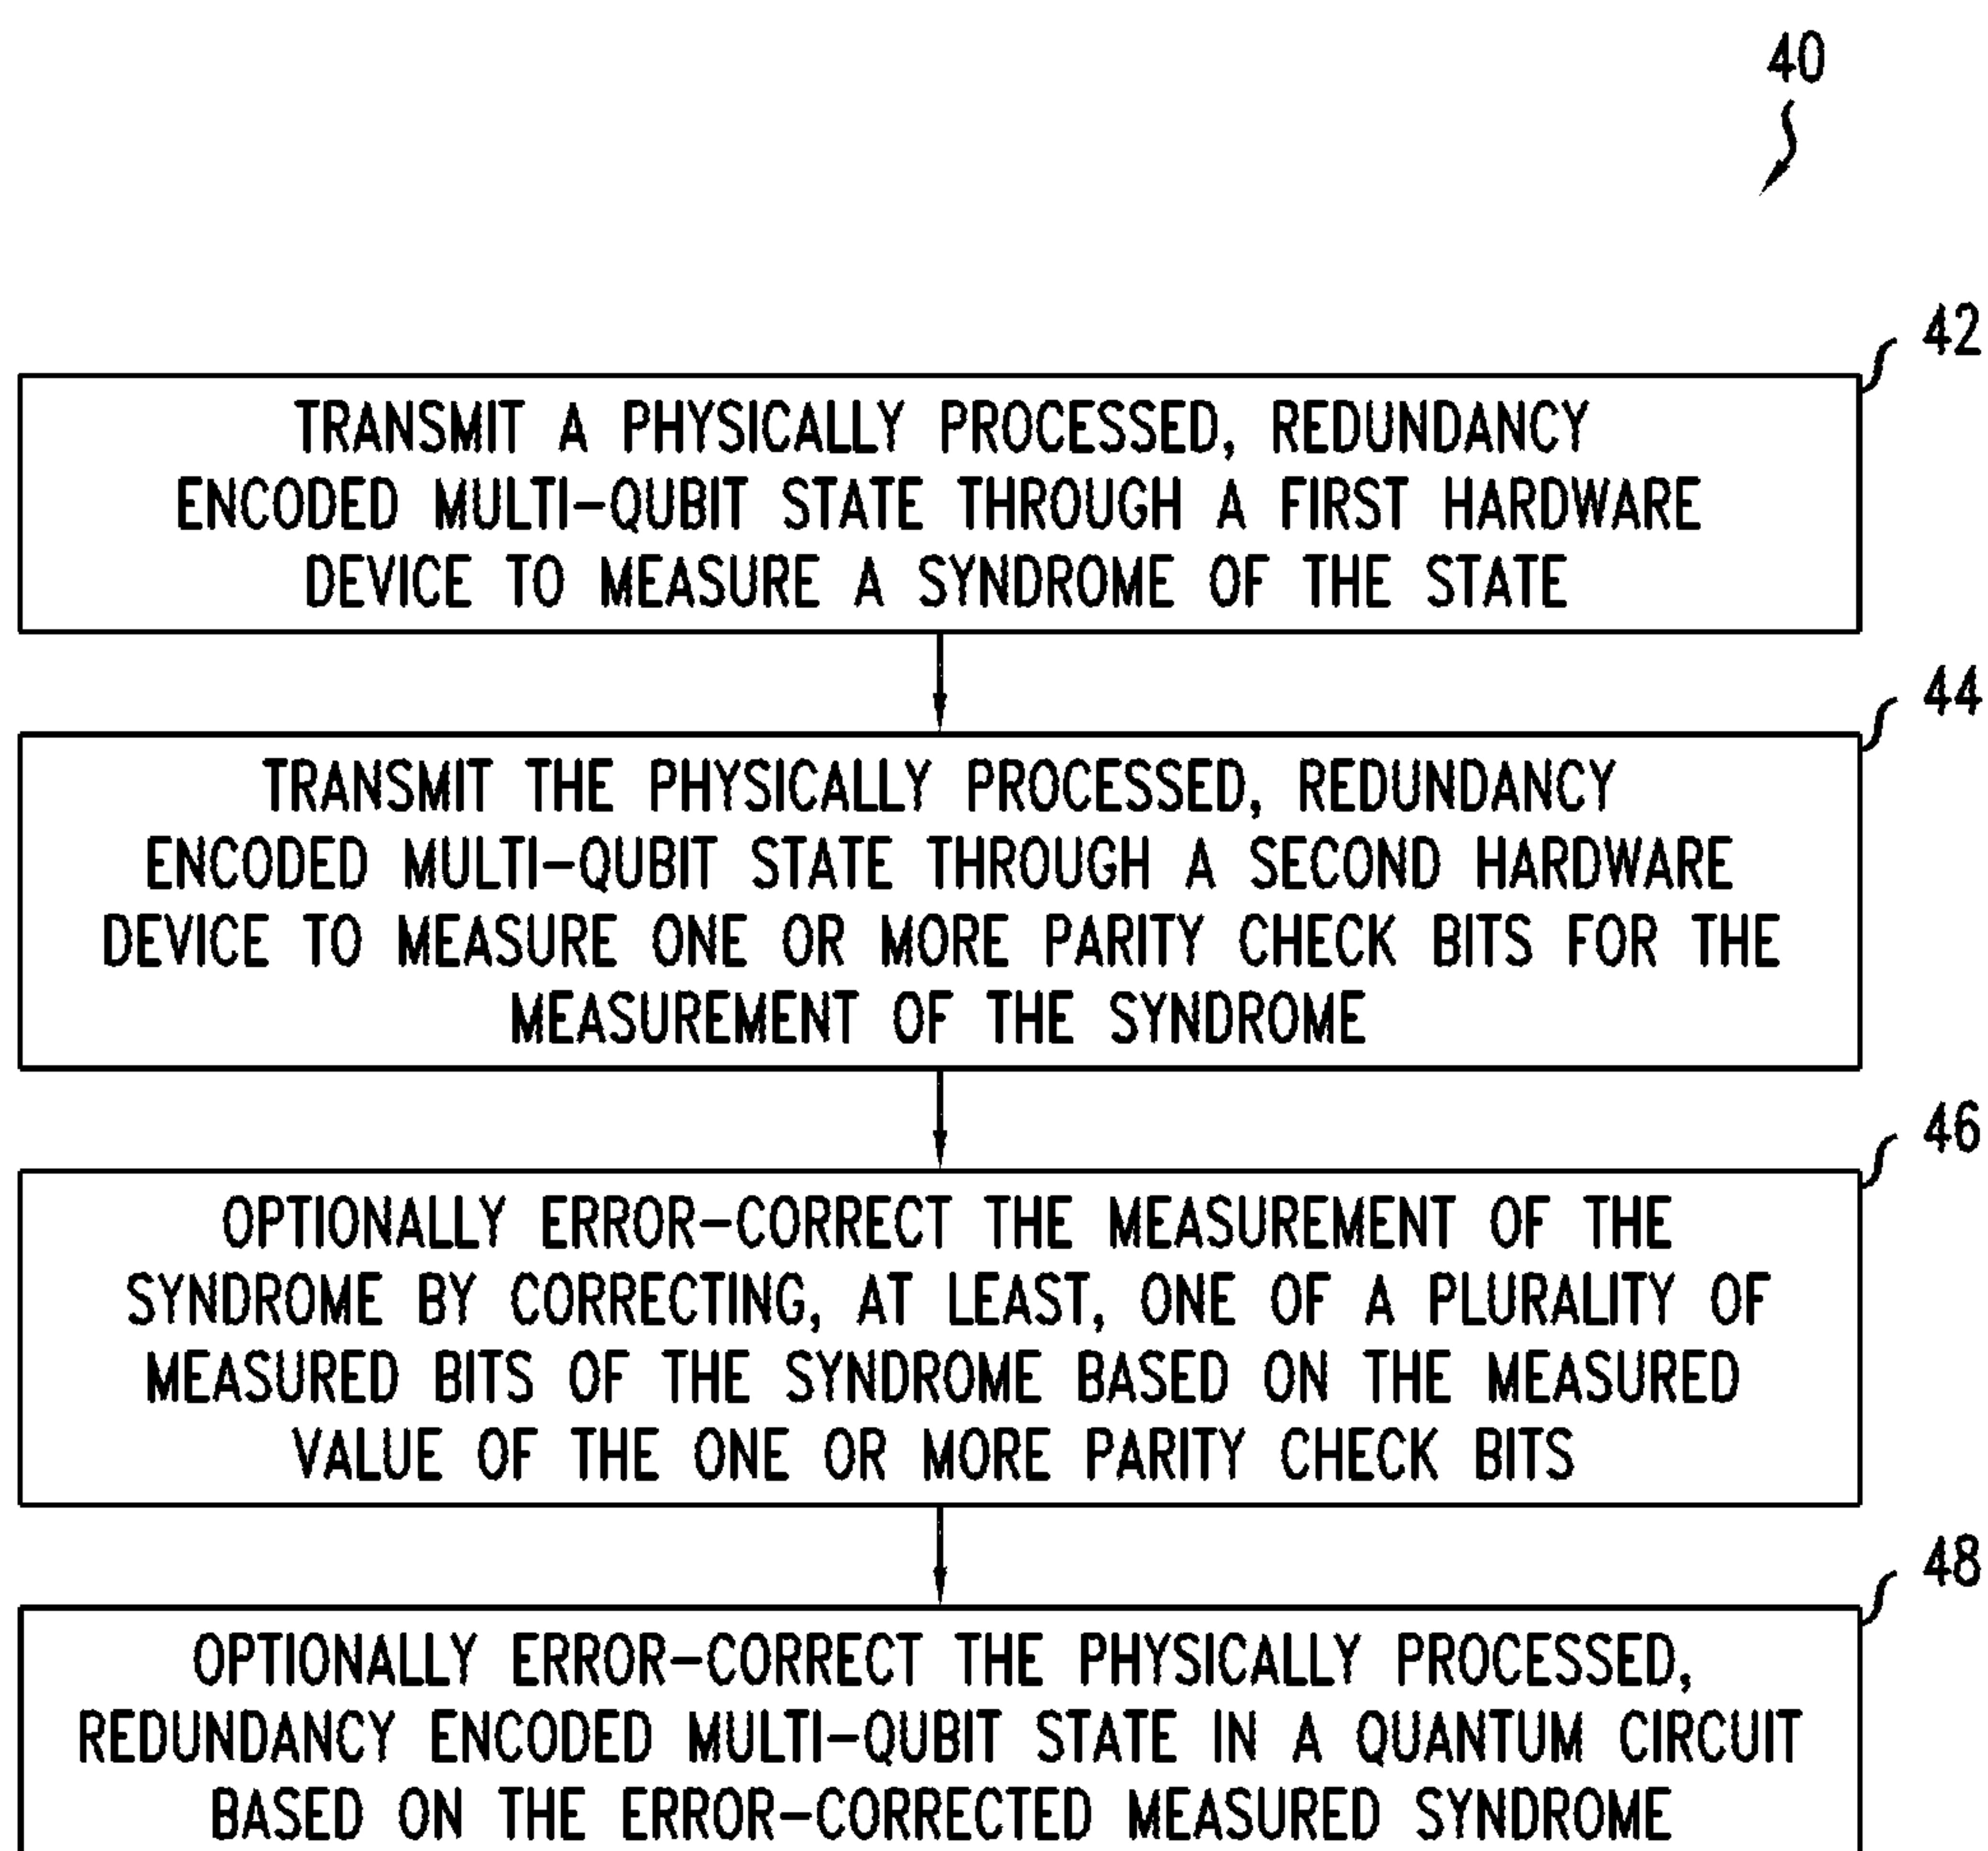 40
42
TRANSMIT A PHYSICALLY PROCESSED, REDUNDANCY
ENCODED MULTI-QUBIT STATE THROUGH A FIRST HARDWARE
DEVICE TO MEASURE A SYNDROME OF THE STATE
44
TRANSMIT THE PHYSICALLY PROCESSED, REDUNDANCY
ENCODED MULTI-QUBIT STATE THROUGH A SECOND HARDWARE
DEVICE TO MEASURE ONE OR MORE PARITY CHECK BITS FOR THE
MEASUREMENT OF THE SYNDROME
46
OPTIONALLY ERROR-CORRECT THE MEASUREMENT OF THE
SYNDROME BY CORRECTING, AT LEAST, ONE OF A PLURALITY OF
MEASURED BITS OF THE SYNDROME BASED ON THE MEASURED
VALUE OF THE ONE OR MORE PARITY CHECK BITS
48
OPTIONALLY ERROR-CORRECT THE PHYSICALLY PROCESSED,
REDUNDANCY ENCODED MULTI-QUBIT STATE IN A QUANTUM CIRCUIT
BASED ON THE ERROR-CORRECTED MEASURED SYNDROME